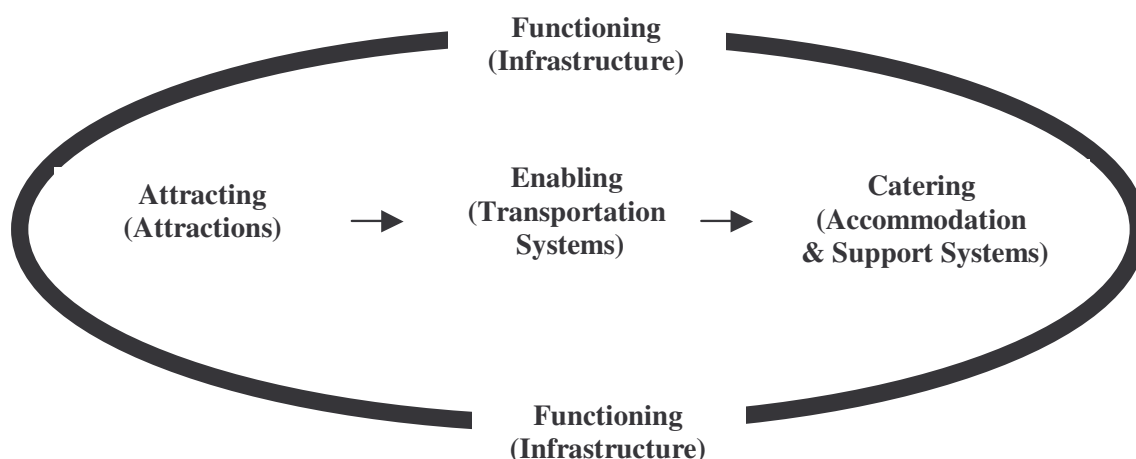 Functioning
(Infrastructure)
Attracting
(Attractions)
Enabling
(Transportation
Systems)
Catering
(Accommodation
& Support Systems)
Functioning
(Infrastructure)